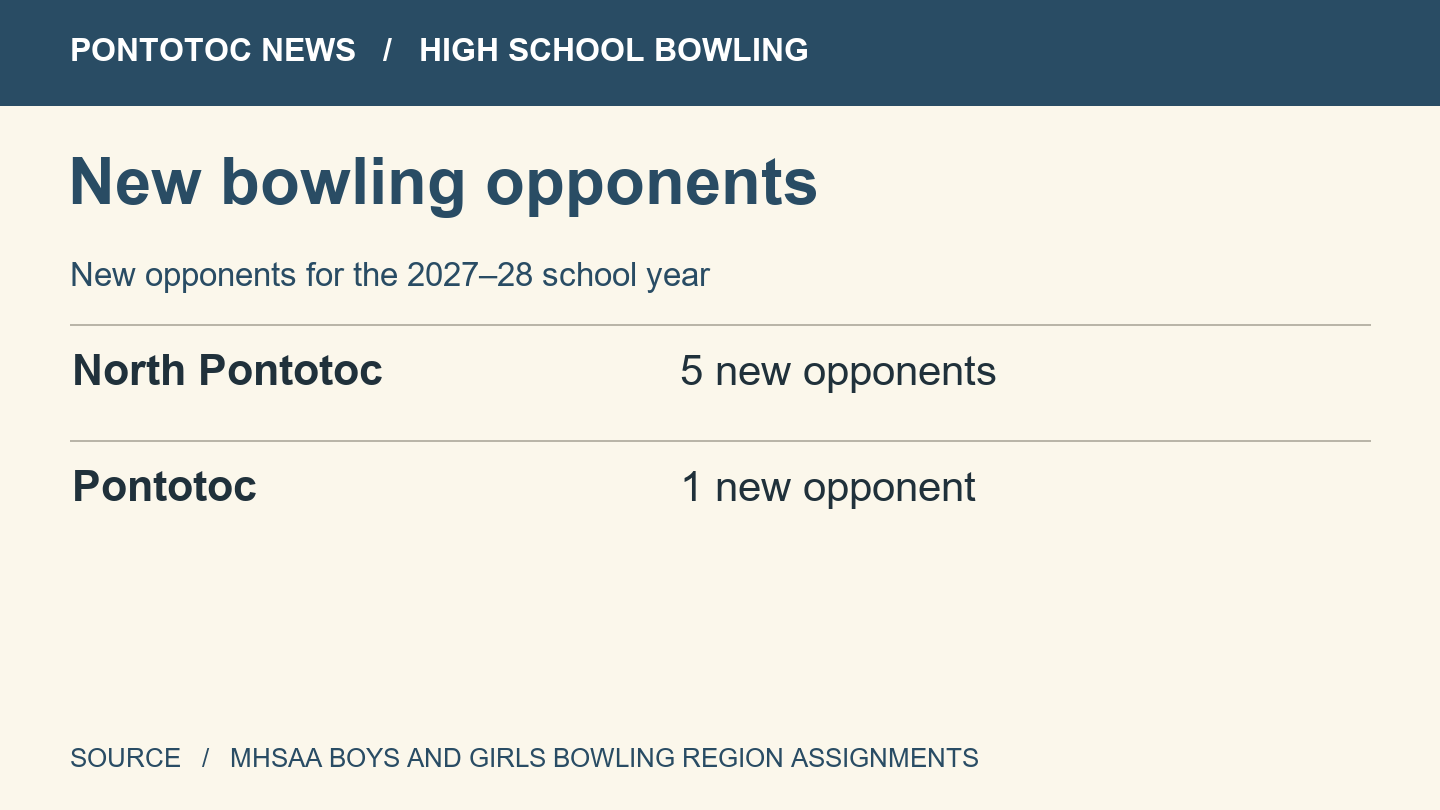 PONTOTOC NEWS / HIGH SCHOOL BOWLING
New bowling opponents
New opponents for the 2027–28 school year
North Pontotoc 5 new opponents
Pontotoc 1 new opponent
SOURCE / MHSAA BOYS AND GIRLS BOWLING REGION ASSIGNMENTS